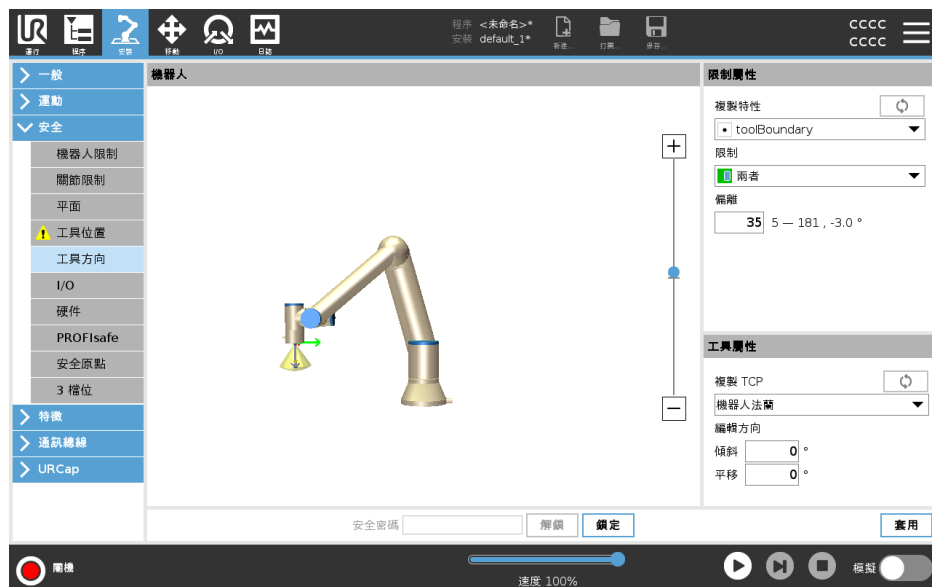 程序 <未命名>*
安裝 default_1*
運行
程序
安裝
移動
I/O
日誌
新建...
打開...
保存...
cccc
cccc
一般
運動
安全
機器人限制
關節限制
平面
工具位置
工具方向
I/O
硬件
PROFIsafe
安全原點
3 檔位
特徵
通訊總線
URCap
機器人
限制屬性
複製特性
toolBoundary
限制
兩者
偏離
35 5 — 181 , -3.0 °
工具屬性
複製 TCP
機器人法蘭
編輯方向
傾斜 0 °
平移 0 °
安全密碼 解鎖 鎖定
套用
關機
速度 100%
模擬